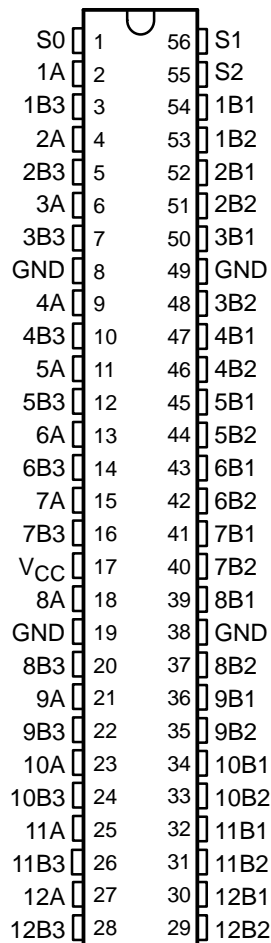 S0 1 56 S1
1A 2 55 S2
1B3 3 54 1B1
2A 4 53 1B2
2B3 5 52 2B1
3A 6 51 2B2
3B3 7 50 3B1
GND 8 49 GND
4A 9 48 3B2
4B3 10 47 4B1
5A 11 46 4B2
5B3 12 45 5B1
6A 13 44 5B2
6B3 14 43 6B1
7A 15 42 6B2
7B3 16 41 7B1
VCC 17 40 7B2
8A 18 39 8B1
GND 19 38 GND
8B3 20 37 8B2
9A 21 36 9B1
9B3 22 35 9B2
10A 23 34 10B1
10B3 24 33 10B2
11A 25 32 11B1
11B3 26 31 11B2
12A 27 30 12B1
12B3 28 29 12B2